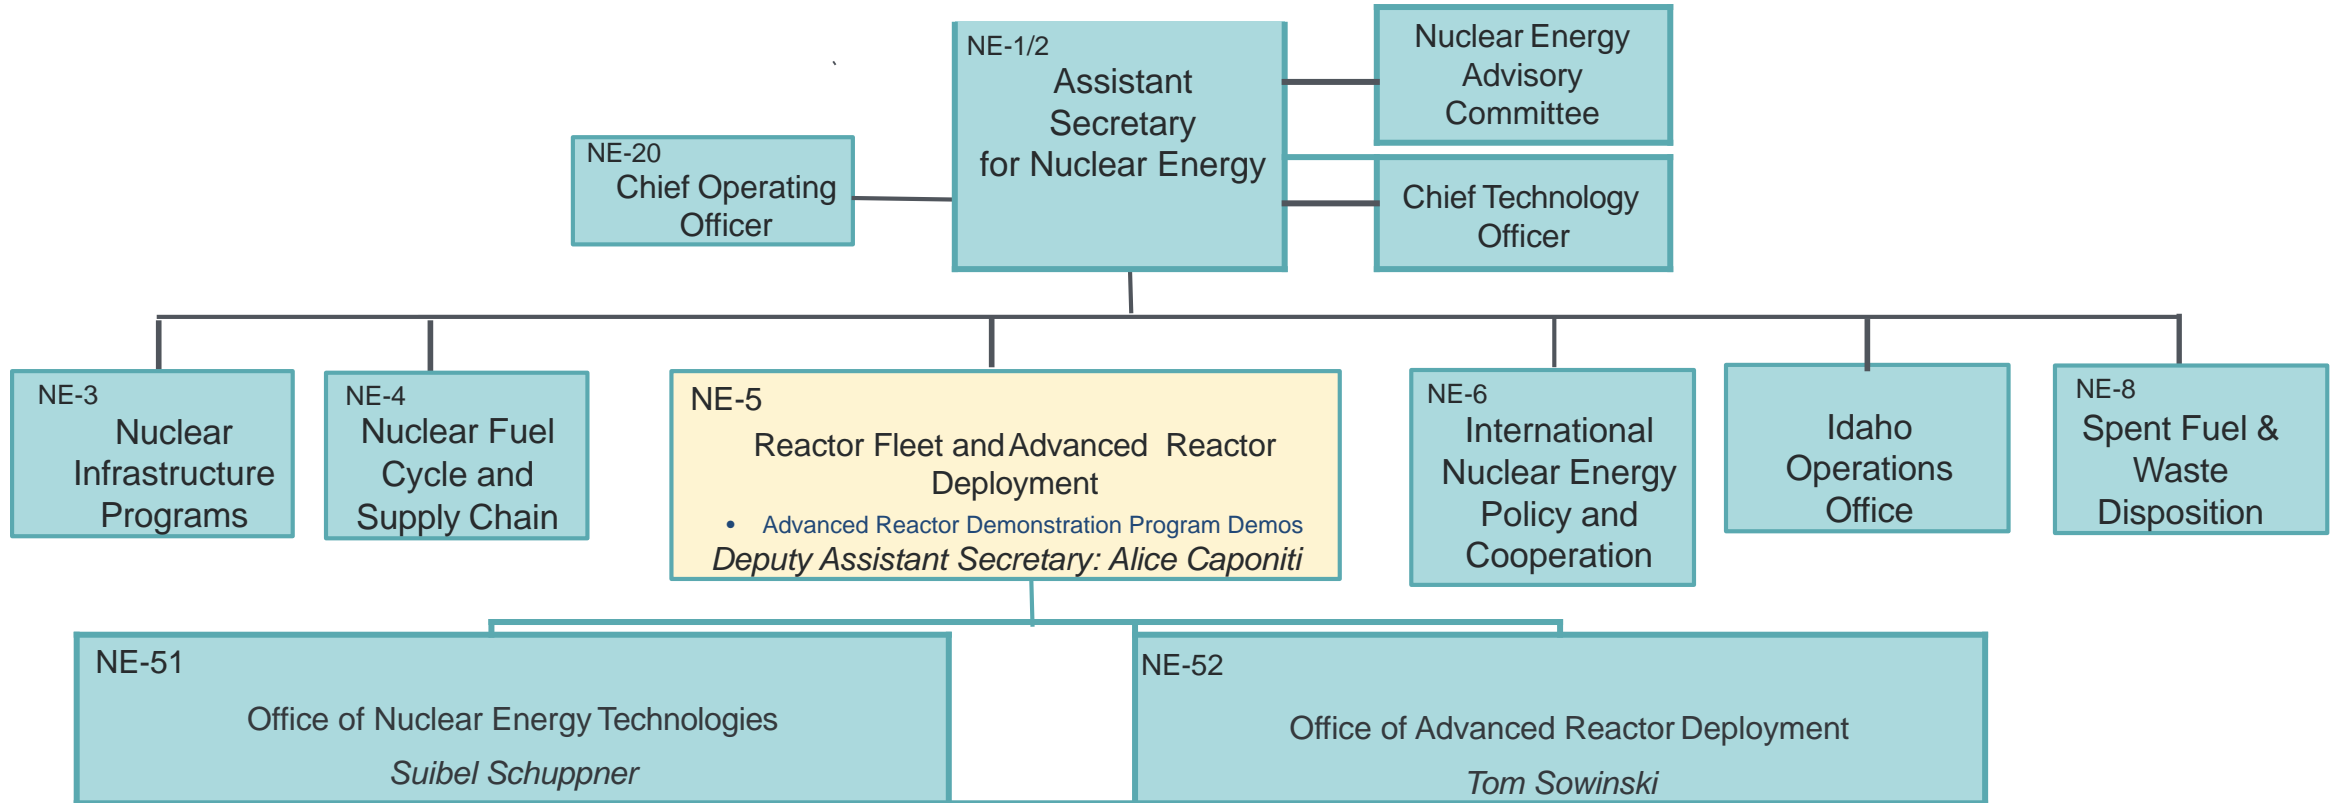 NE-1/2
Assistant
Secretary
for Nuclear Energy
Nuclear Energy
Advisory
Committee
NE-20
Chief Operating
Officer
Chief Technology
Officer
NE-3
Nuclear
Infrastructure
Programs
NE-4
Nuclear Fuel
Cycle and
Supply Chain
NE-5
Reactor Fleet and Advanced Reactor
Deployment
• Advanced Reactor Demonstration Program Demos
Deputy Assistant Secretary: Alice Caponiti
NE-6
International
Nuclear Energy
Policy and
Cooperation
Idaho
Operations
Office
NE-8
Spent Fuel &
Waste
Disposition
NE-51
Office of Nuclear Energy Technologies
Suibel Schuppner
NE-52
Office of Advanced Reactor Deployment
Tom Sowinski